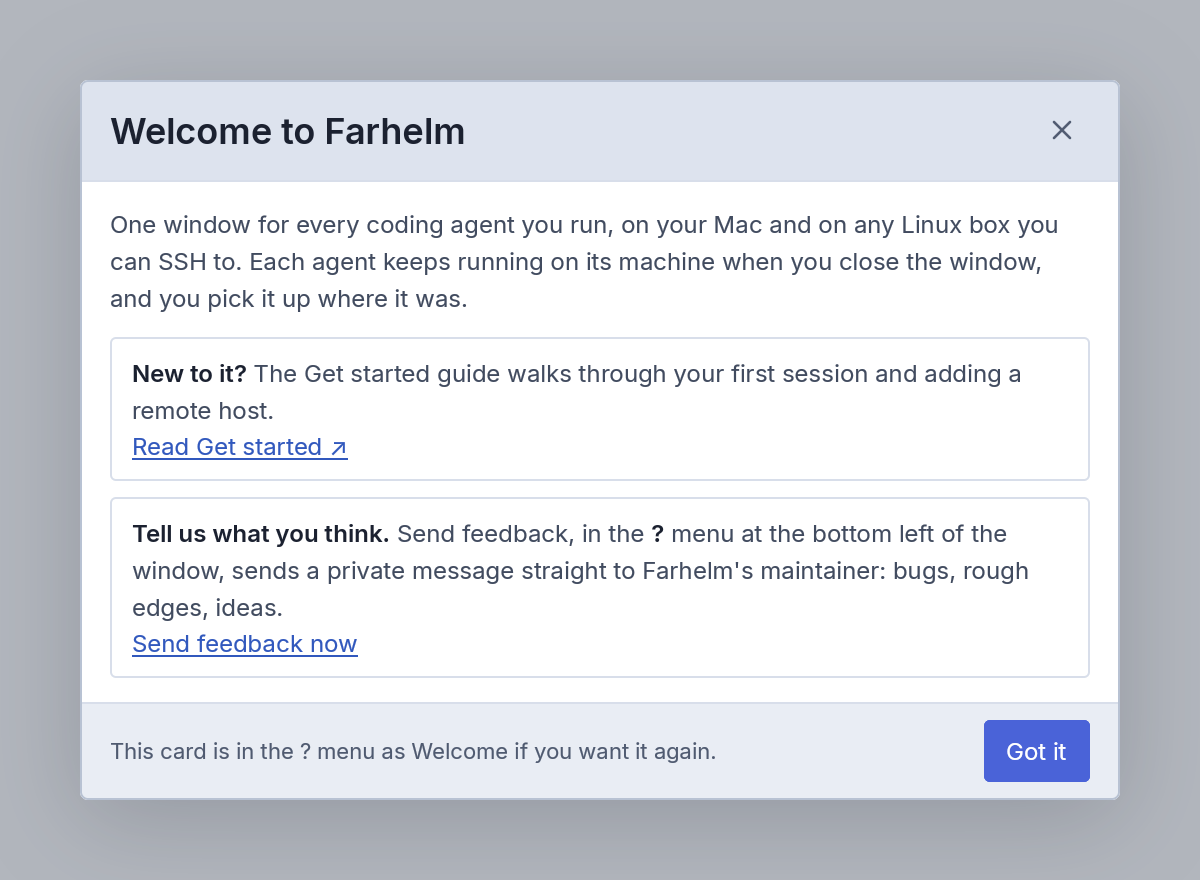 Welcome to Farhelm
One window for every coding agent you run, on your Mac and on any Linux box you
can SSH to. Each agent keeps running on its machine when you close the window,
and you pick it up where it was.
New to it? The Get started guide walks through your first session and adding a
remote host.
Read Get started ↗
Tell us what you think. Send feedback, in the ? menu at the bottom left of the
window, sends a private message straight to Farhelm's maintainer: bugs, rough
edges, ideas.
Send feedback now
This card is in the ? menu as Welcome if you want it again.
Got it